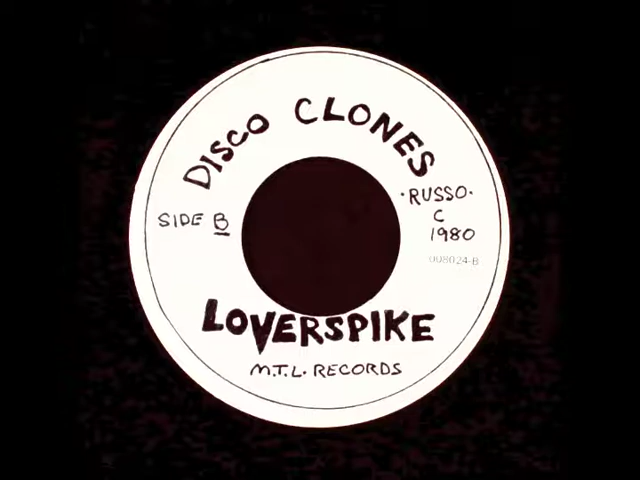 DISCO CLONES
SIDE B
·RUSSO·
C
1980
008024-B
LOVERSPIKE
M.T.L. RECORDS